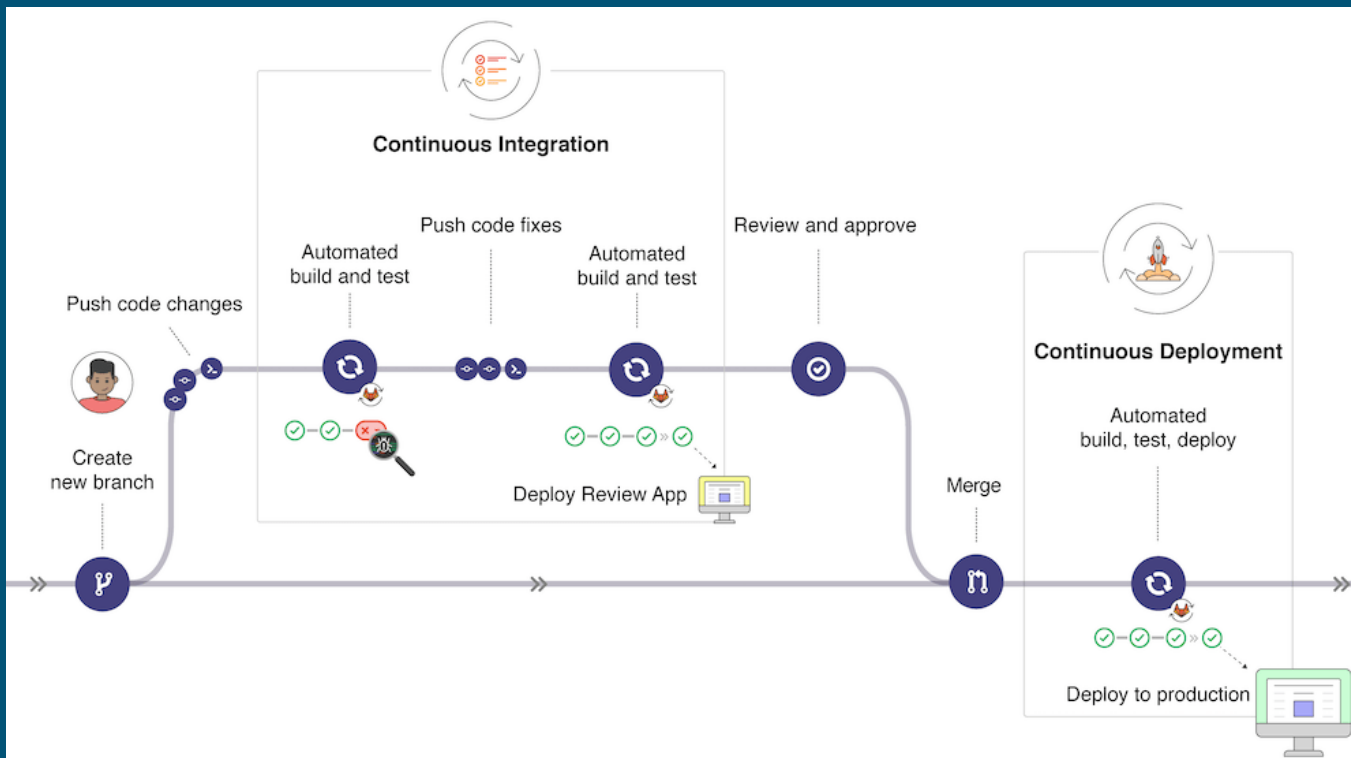 Continuous Integration
Push code fixes
Review and approve
Automated
build and test
Automated
build and test
Push code changes
Continuous Deployment
Automated
build, test, deploy
Create
new branch
Deploy Review App
Merge
Deploy to production